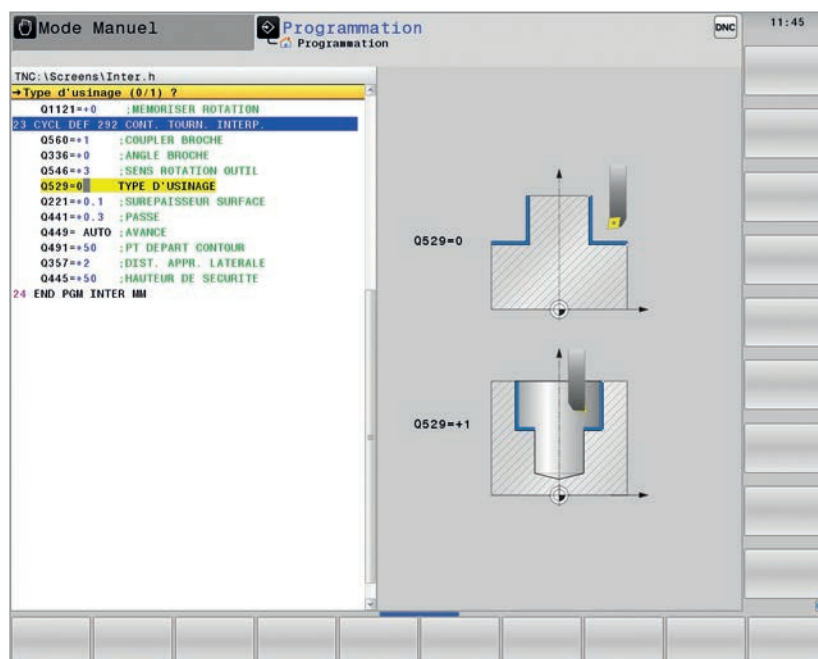 Mode Manuel
Programmation
Programmation
DNC
11:45
TNC:\Screens\Inter.h
→Type d'usinage (0/1) ?
Q1121=+0 ;MEMORISER ROTATION
23 CYCL DEF 292 CONT. TOURN. INTERP.
Q560=+1 ;COUPLER BROCHE
Q336=+0 ;ANGLE BROCHE
Q546=+3 ;SENS ROTATION OUTIL
Q529=0 TYPE D'USINAGE
Q221=+0.1 ;SUREPAISSEUR SURFACE
Q441=+0.3 ;PASSE
Q449= AUTO ;AVANCE
Q491=+50 ;PT DEPART CONTOUR
Q357=+2 ;DIST. APPR. LATERALE
Q445=+50 ;HAUTEUR DE SECURITE
24 END PGM INTER MM
Q529=0
Q529=+1